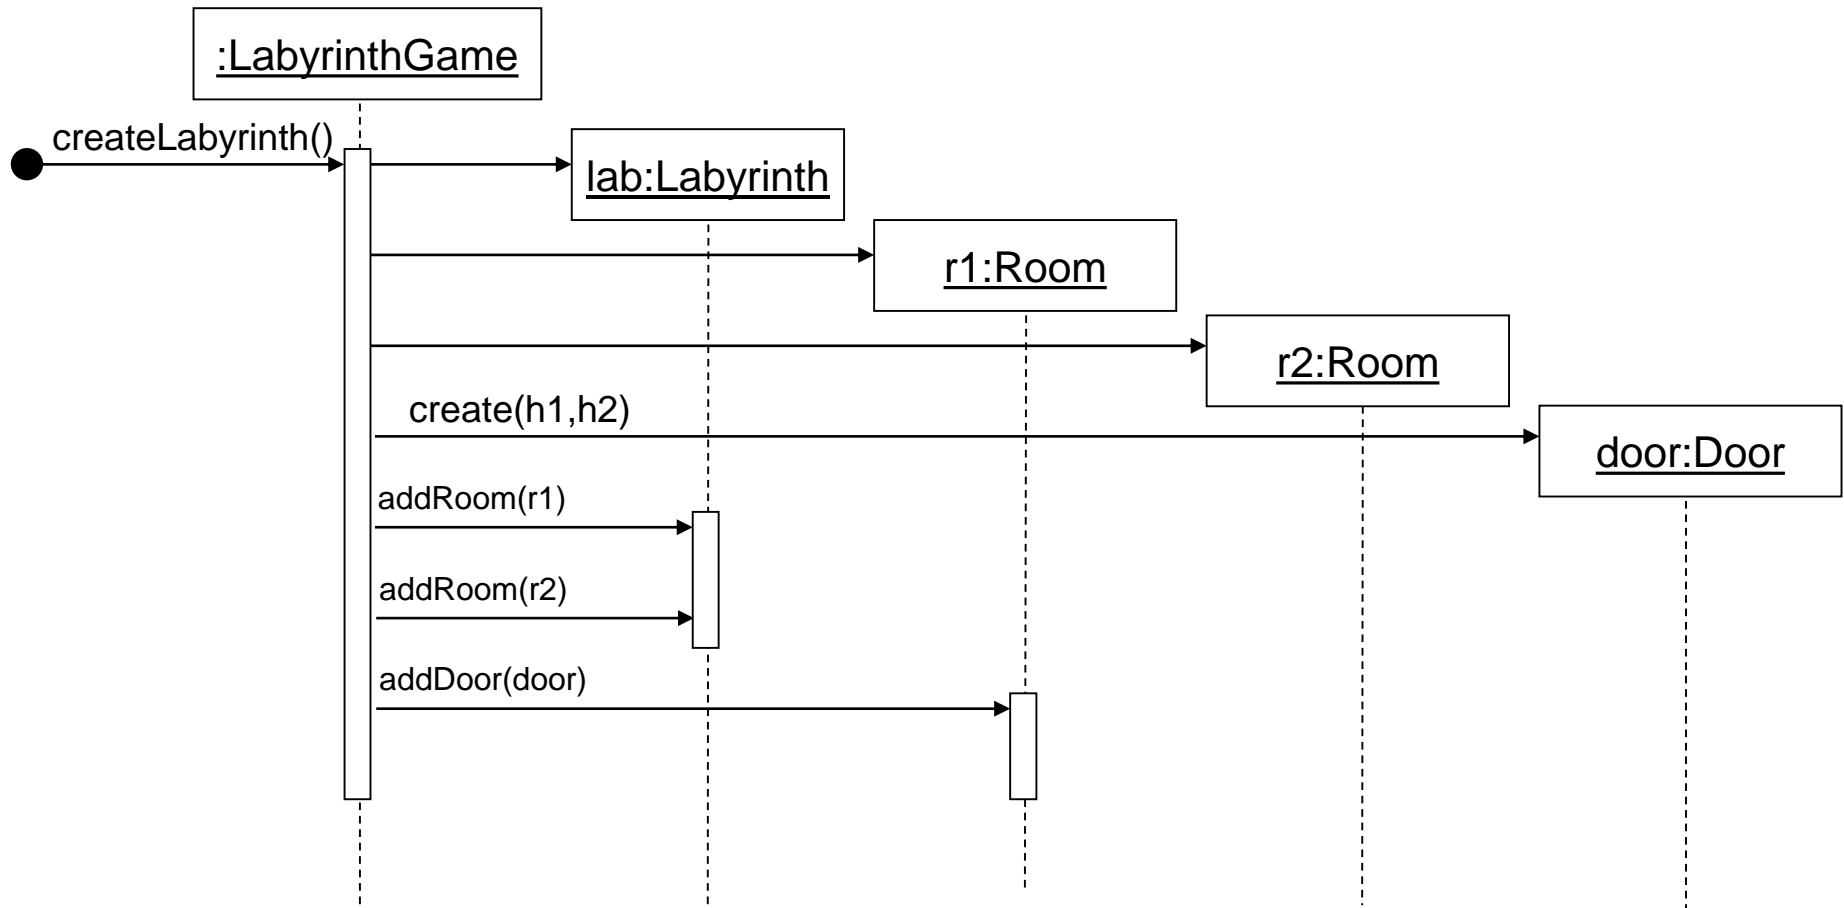 :LabyrinthGame
createLabyrinth()
lab:Labyrinth
r1:Room
r2:Room
create(h1,h2)
door:Door
addRoom(r1)
addRoom(r2)
addDoor(door)